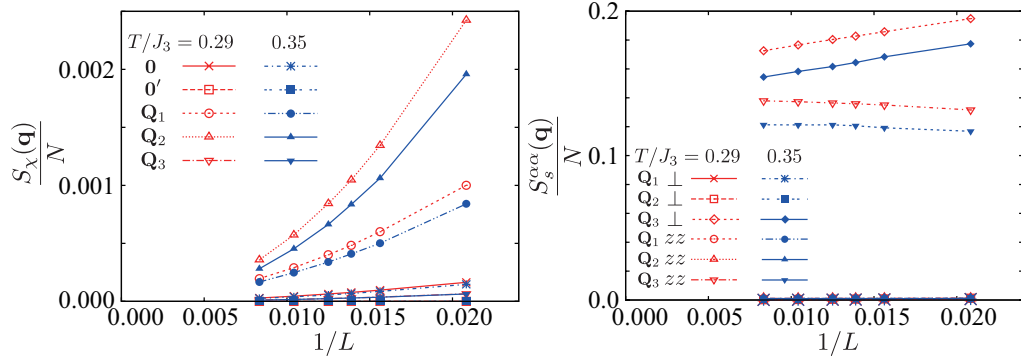 S_χ(𝐪)/N
0.002
0.001
0.000
T/J₃ = 0.29 0.35
𝟎
𝟎′
𝐐₁
𝐐₂
𝐐₃
0.000 0.005 0.010 0.015 0.020
1/L
S_s^{αα}(𝐪)/N
0.2
0.1
0.0
T/J₃ = 0.29 0.35
𝐐₁ ⊥
𝐐₂ ⊥
𝐐₃ ⊥
𝐐₁ zz
𝐐₂ zz
𝐐₃ zz
0.000 0.005 0.010 0.015 0.020
1/L